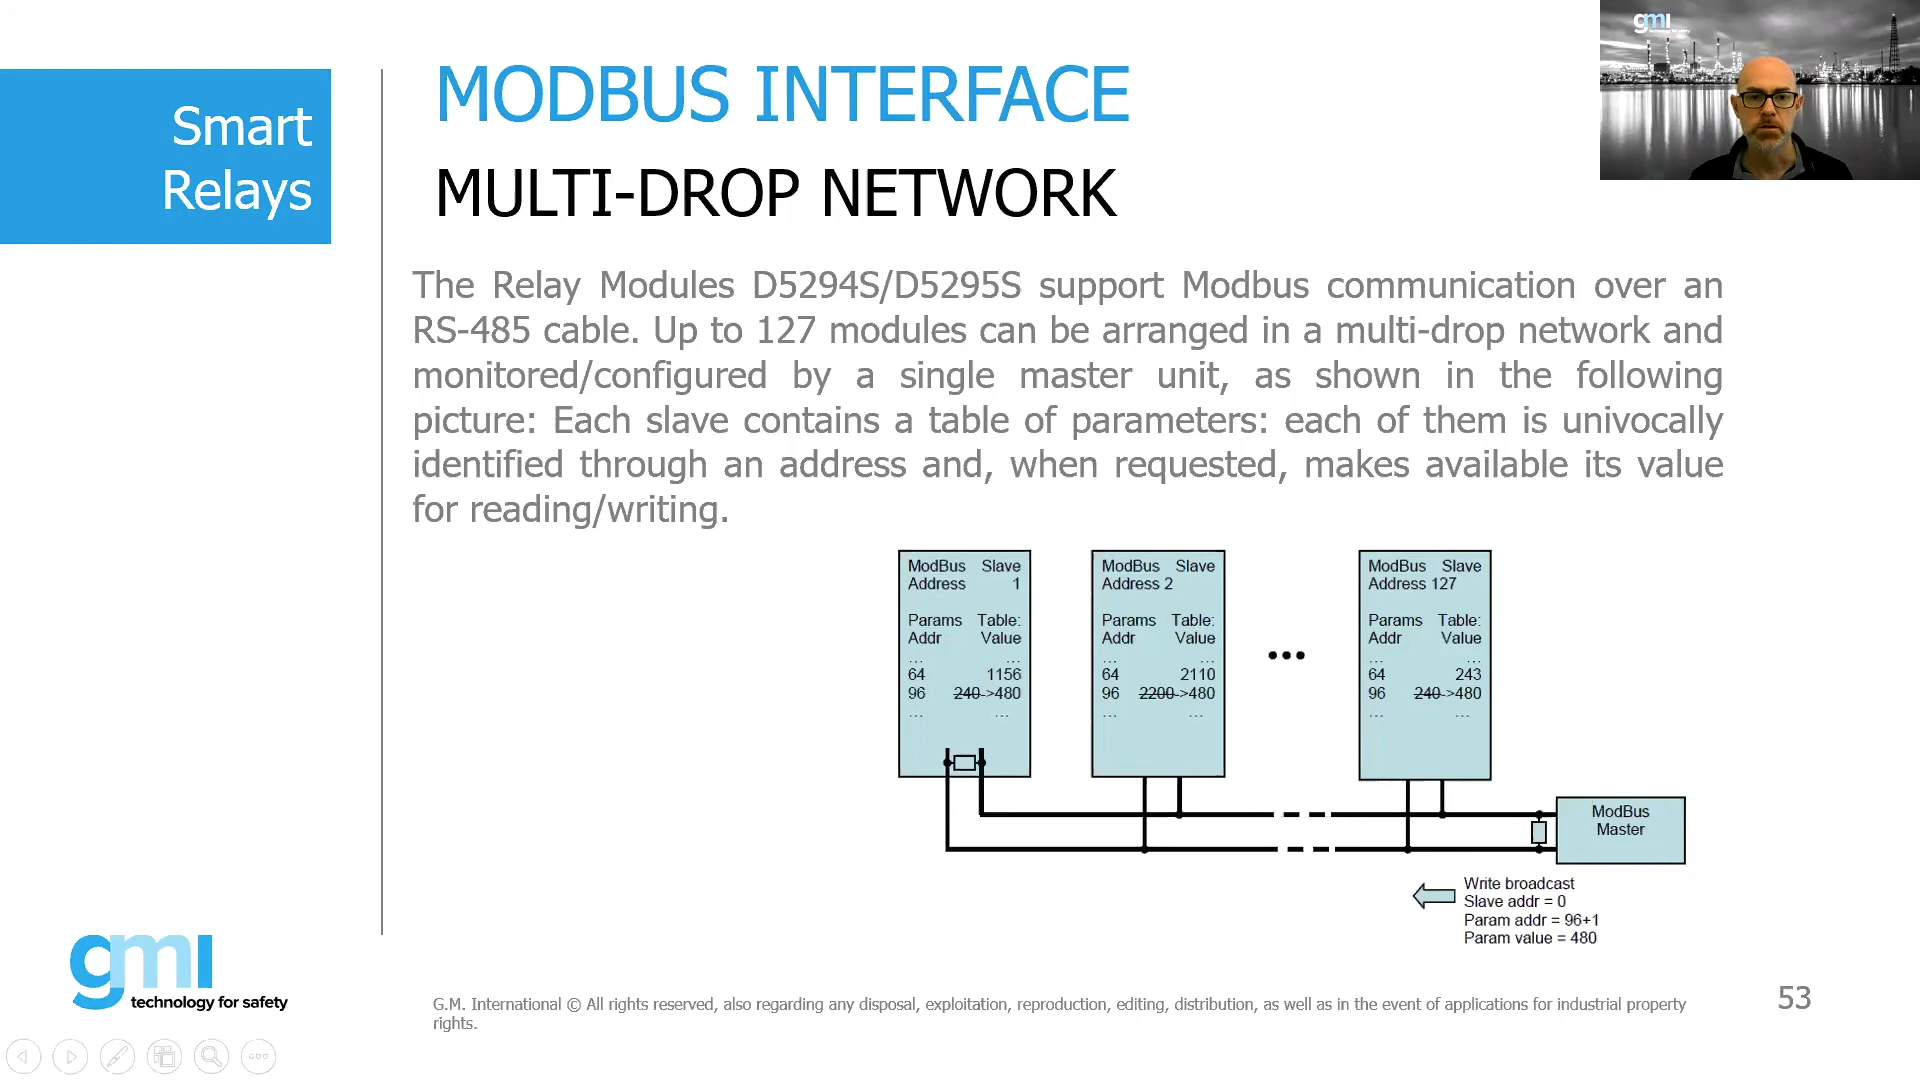 Smart
Relays
MODBUS INTERFACE
MULTI-DROP NETWORK
The Relay Modules D5294S/D5295S support Modbus communication over an
RS-485 cable. Up to 127 modules can be arranged in a multi-drop network and
monitored/configured by a single master unit, as shown in the following
picture: Each slave contains a table of parameters: each of them is univocally
identified through an address and, when requested, makes available its value
for reading/writing.
ModBus Slave
Address 1
Params Table:
Addr Value
... ...
64 1156
96 240->480
... ...
ModBus Slave
Address 2
Params Table:
Addr Value
... ...
64 2110
96 2200->480
... ...
...
ModBus Slave
Address 127
Params Table:
Addr Value
... ...
64 243
96 240->480
... ...
ModBus
Master
Write broadcast
Slave addr = 0
Param addr = 96+1
Param value = 480
gmi
technology for safety
G.M. International © All rights reserved, also regarding any disposal, exploitation, reproduction, editing, distribution, as well as in the event of applications for industrial property
rights.
53
gmi